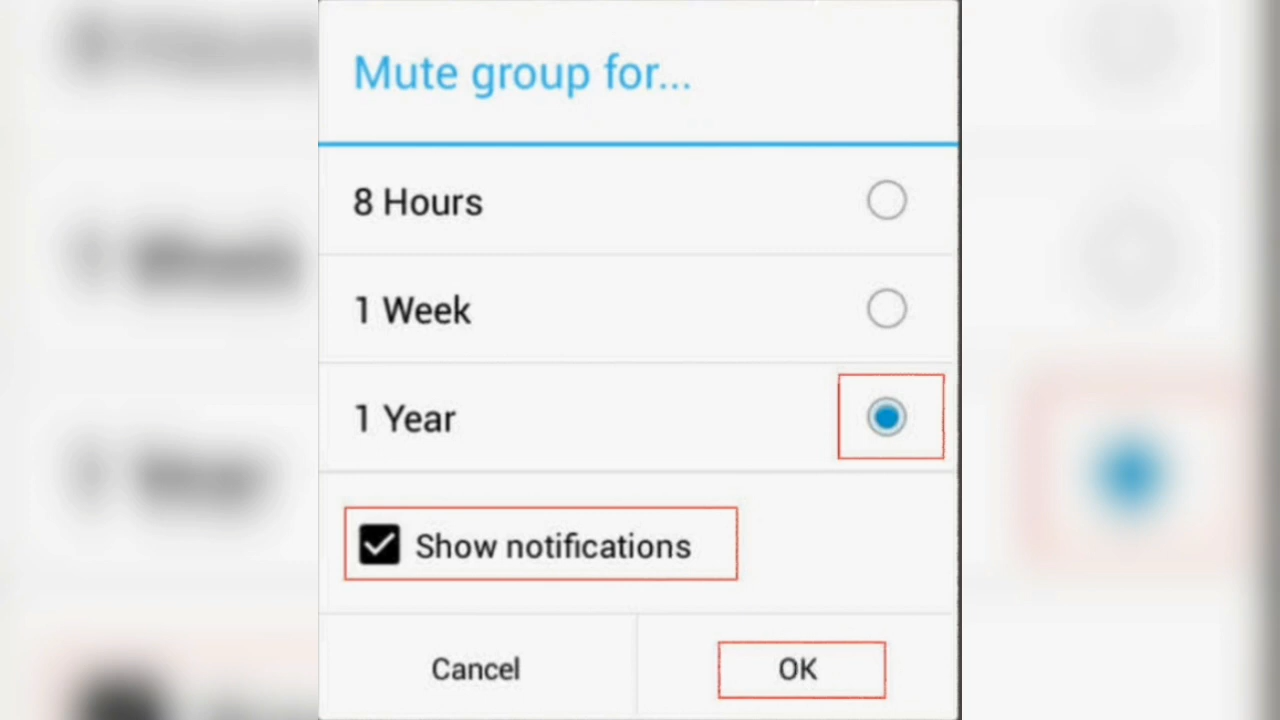 Mute group for...
8 Hours
1 Week
1 Year
Show notifications
Cancel
OK